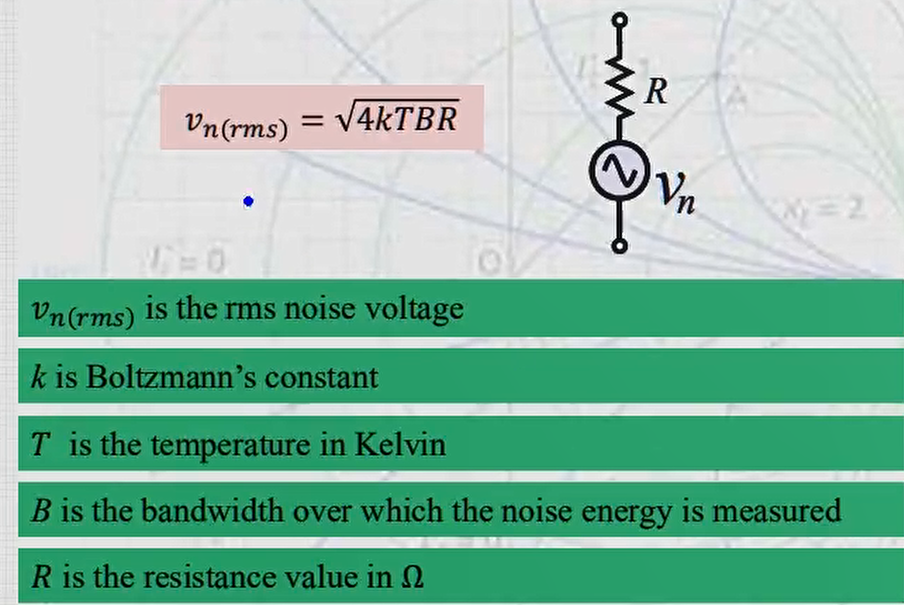 v_{n(rms)} = √4kTBR
R
V_n
v_{n(rms)} is the rms noise voltage
k is Boltzmann’s constant
T is the temperature in Kelvin
B is the bandwidth over which the noise energy is measured
R is the resistance value in Ω